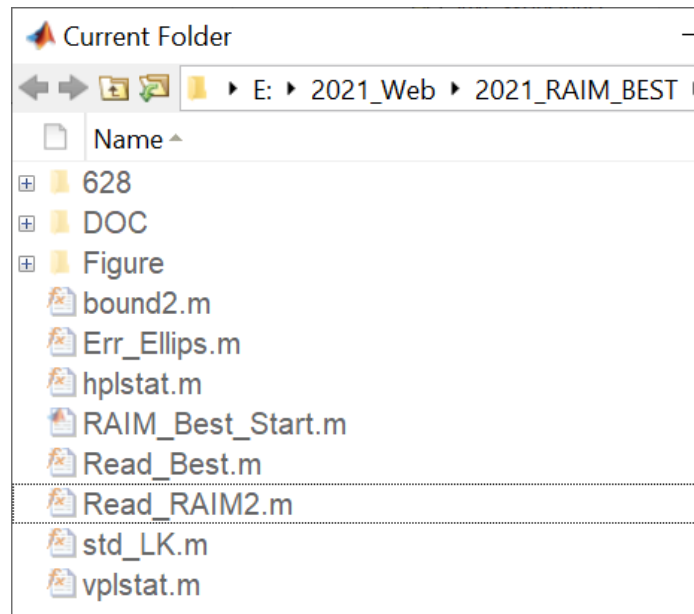 Current Folder
E: 2021_Web 2021_RAIM_BEST
Name
628
DOC
Figure
bound2.m
Err_Ellips.m
hplstat.m
RAIM_Best_Start.m
Read_Best.m
Read_RAIM2.m
std_LK.m
vplstat.m